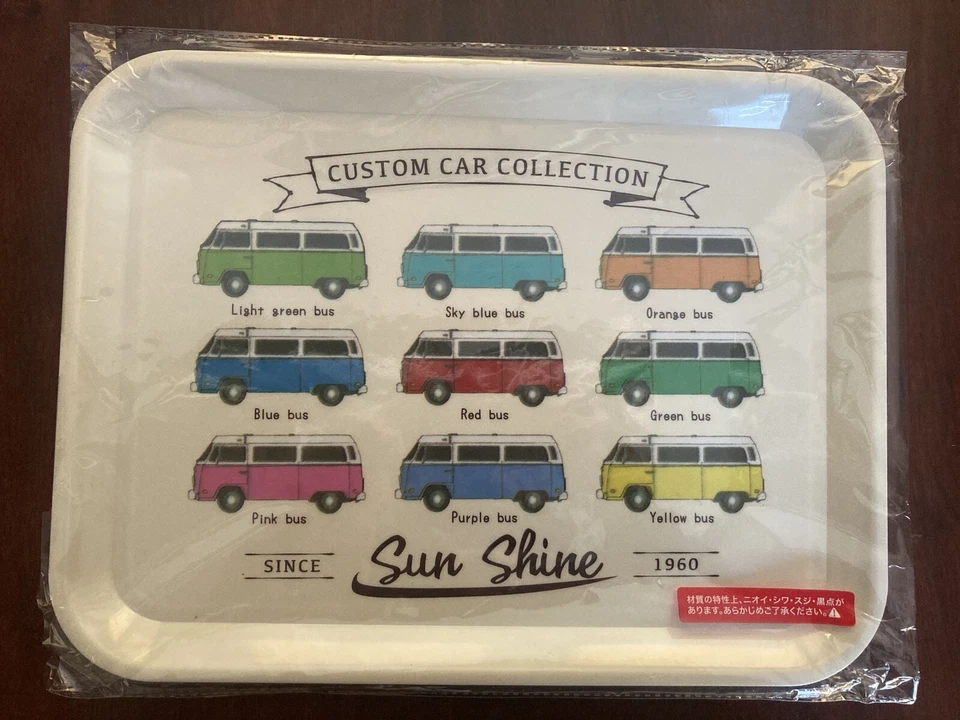 CUSTOM CAR COLLECTION
Light green bus
Sky blue bus
Orange bus
Blue bus
Red bus
Green bus
Pink bus
Purple bus
Yellow bus
SINCE
Sun Shine
1960
材質の特性上、ニオイ・シワ・スジ・黒点が
あります。あらかじめご了承ください。